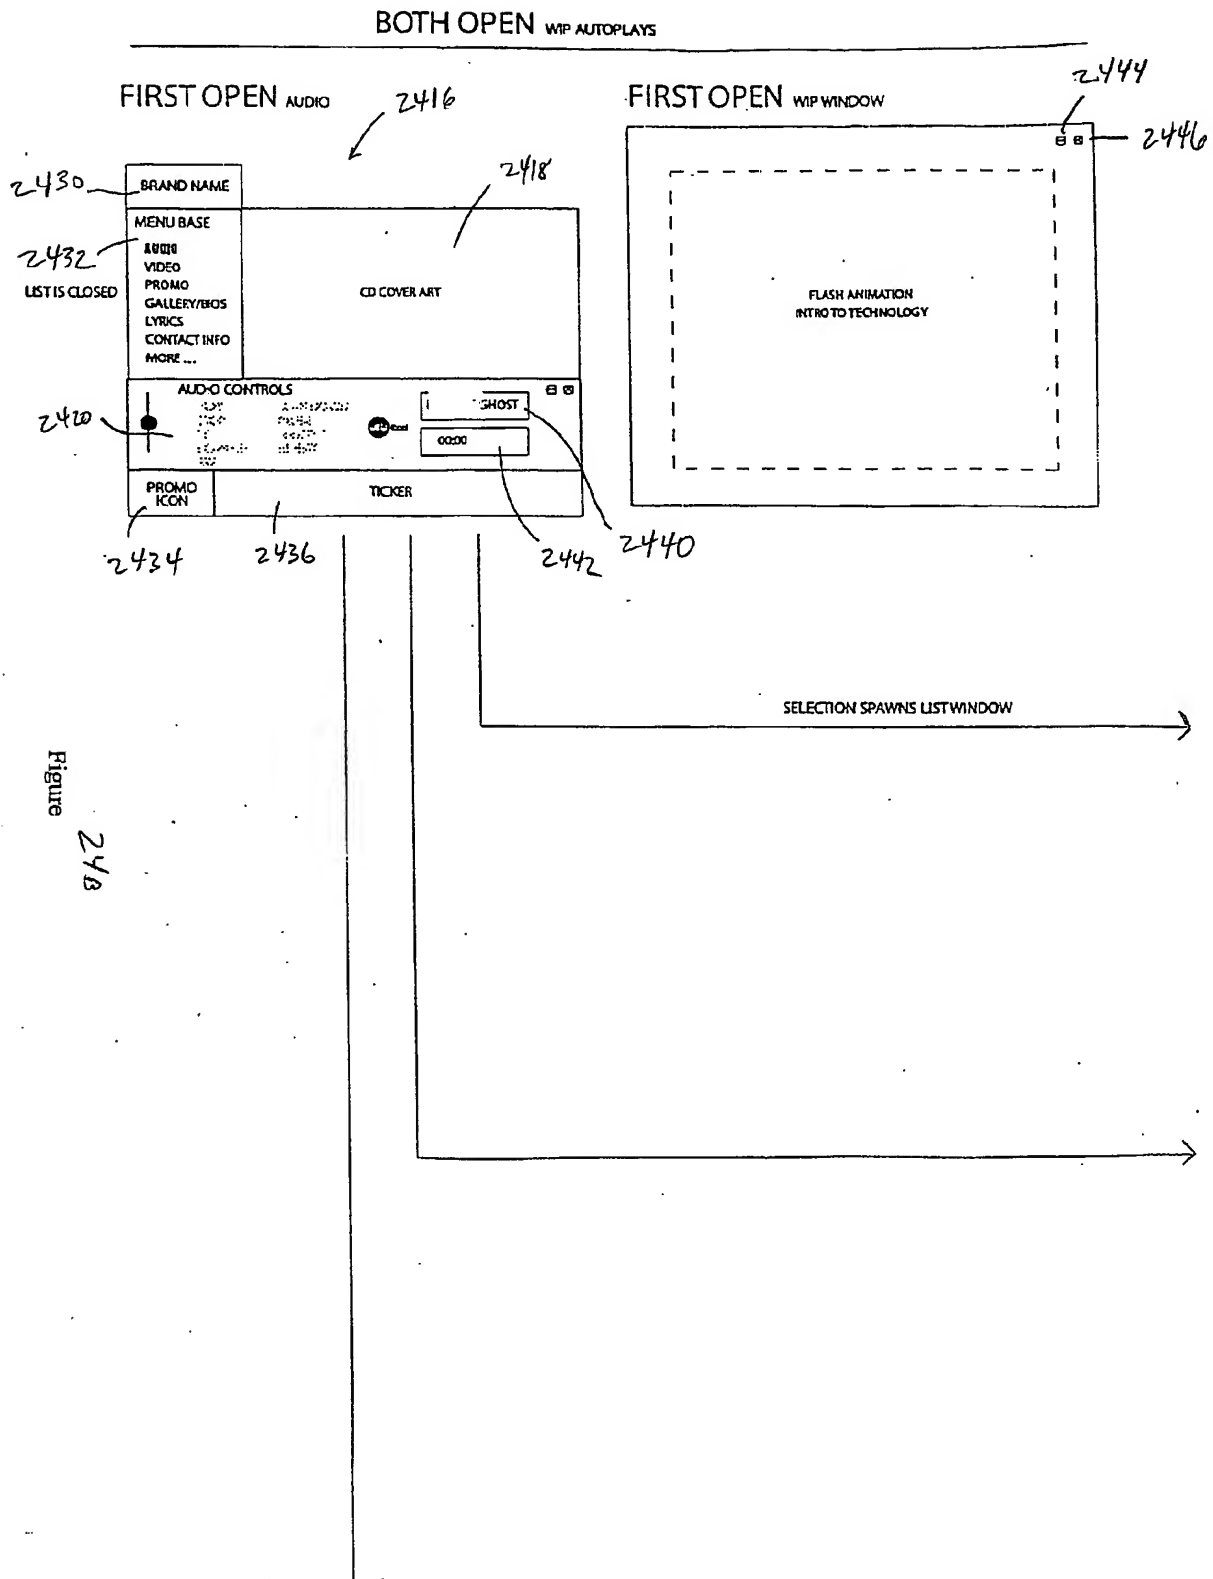 BOTH OPEN WIP AUTOPLAYS
FIRST OPEN AUDIO
2416
FIRST OPEN WIP WINDOW
2444
2446
2430
BRAND NAME
2418
MENU BASE
2432
AUDIO
VIDEO
PROMO
GALLERY/BIOS
LYRICS
CONTACT INFO
MORE ...
LIST IS CLOSED
CD COVER ART
FLASH ANIMATION
INTRO TO TECHNOLOGY
AUDIO CONTROLS
2420
GHOST
00:00
PROMO
ICON
TICKER
2434
2436
2442
2440
SELECTION SPAWNS LIST WINDOW
Figure
24B